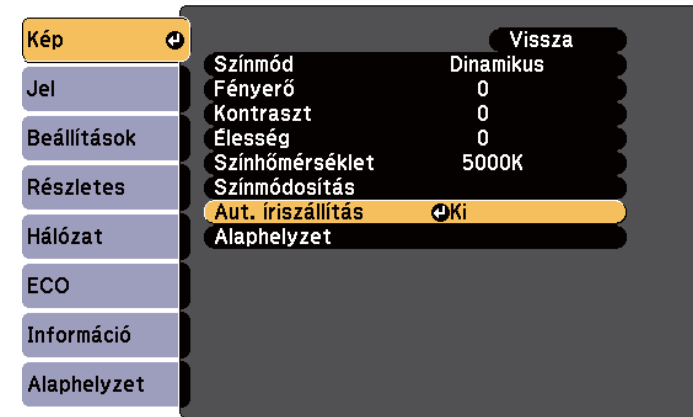 Kép
Jel
Beállítások
Részletes
Hálózat
ECO
Információ
Alaphelyzet
Vissza
Színmód Dinamikus
Fényerő 0
Kontraszt 0
Élesség 0
Színhőmérséklet 5000K
Színmódosítás
Aut. íriszállítás Ki
Alaphelyzet